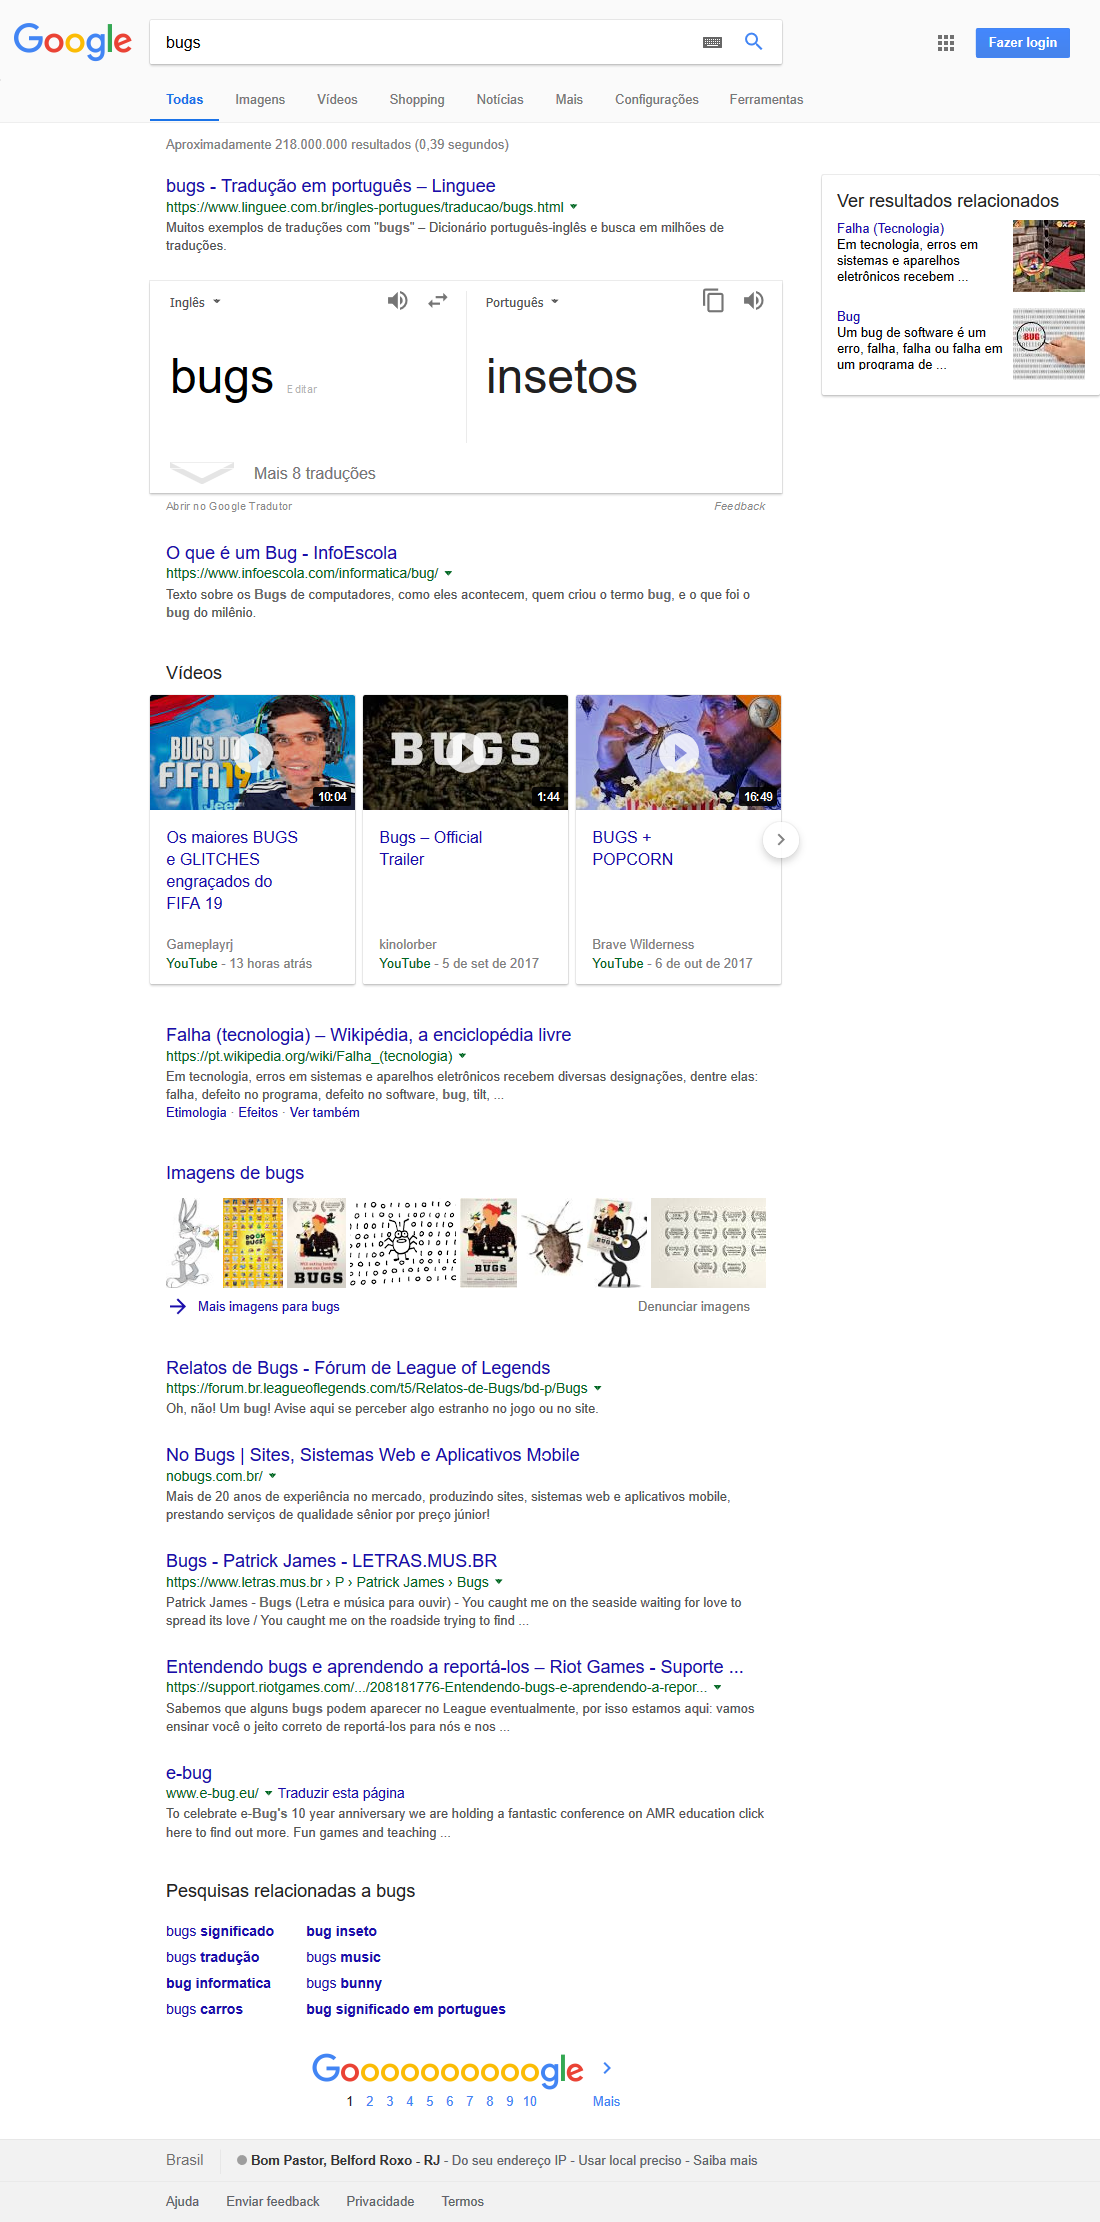 Google
bugs
Fazer login
Todas Imagens Vídeos Shopping Notícias Mais Configurações Ferramentas
Aproximadamente 218.000.000 resultados (0,39 segundos)
bugs - Tradução em português – Linguee
https://www.linguee.com.br/ingles-portugues/traducao/bugs.html
Muitos exemplos de traduções com "bugs" – Dicionário português-inglês e busca em milhões de
traduções.
Inglês Português
bugs Editar insetos
Mais 8 traduções
Abrir no Google Tradutor Feedback
O que é um Bug - InfoEscola
https://www.infoescola.com/informatica/bug/
Texto sobre os Bugs de computadores, como eles acontecem, quem criou o termo bug, e o que foi o
bug do milênio.
Vídeos
BUGS DO
FIFA 19
Jeep
10:04
BUGS
1:44
16:49
Os maiores BUGS
e GLITCHES
engraçados do
FIFA 19
Gameplayrj
YouTube - 13 horas atrás
Bugs – Official
Trailer
kinolorber
YouTube - 5 de set de 2017
BUGS +
POPCORN
Brave Wilderness
YouTube - 6 de out de 2017
Falha (tecnologia) – Wikipédia, a enciclopédia livre
https://pt.wikipedia.org/wiki/Falha_(tecnologia)
Em tecnologia, erros em sistemas e aparelhos eletrônicos recebem diversas designações, dentre elas:
falha, defeito no programa, defeito no software, bug, tilt, ...
Etimologia · Efeitos · Ver também
Imagens de bugs
BOOK
BUGS!
BUGS
BUGS
BUGS
Mais imagens para bugs Denunciar imagens
Relatos de Bugs - Fórum de League of Legends
https://forum.br.leagueoflegends.com/t5/Relatos-de-Bugs/bd-p/Bugs
Oh, não! Um bug! Avise aqui se perceber algo estranho no jogo ou no site.
No Bugs | Sites, Sistemas Web e Aplicativos Mobile
nobugs.com.br/
Mais de 20 anos de experiência no mercado, produzindo sites, sistemas web e aplicativos mobile,
prestando serviços de qualidade sênior por preço júnior!
Bugs - Patrick James - LETRAS.MUS.BR
https://www.letras.mus.br › P › Patrick James › Bugs
Patrick James - Bugs (Letra e música para ouvir) - You caught me on the seaside waiting for love to
spread its love / You caught me on the roadside trying to find ...
Entendendo bugs e aprendendo a reportá-los – Riot Games - Suporte ...
https://support.riotgames.com/.../208181776-Entendendo-bugs-e-aprendendo-a-repor...
Sabemos que alguns bugs podem aparecer no League eventualmente, por isso estamos aqui: vamos
ensinar você o jeito correto de reportá-los para nós e nos ...
e-bug
www.e-bug.eu/ Traduzir esta página
To celebrate e-Bug's 10 year anniversary we are holding a fantastic conference on AMR education click
here to find out more. Fun games and teaching ...
Pesquisas relacionadas a bugs
bugs significado bug inseto
bugs tradução bugs music
bug informatica bugs bunny
bugs carros bug significado em portugues
Goooooooooogle
1 2 3 4 5 6 7 8 9 10 Mais
Ver resultados relacionados
Falha (Tecnologia)
Em tecnologia, erros em
sistemas e aparelhos
eletrônicos recebem ...
Bug
Um bug de software é um
erro, falha, falha ou falha em
um programa de ...
BUG
Brasil Bom Pastor, Belford Roxo - RJ - Do seu endereço IP - Usar local preciso - Saiba mais
Ajuda Enviar feedback Privacidade Termos